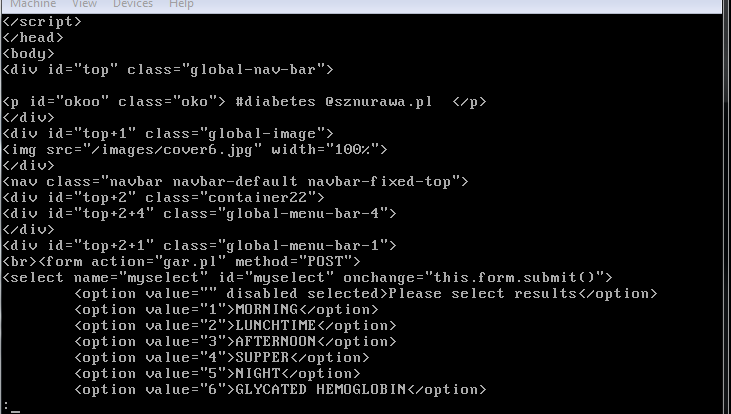 Machine View Devices Help
</script>
</head>
<body>
<div id="top" class="global-nav-bar">
<p id="okoo" class="oko"> #diabetes @sznurawa.pl  </p>
</div>
<div id="top+1" class="global-image">
<img src="/images/cover6.jpg" width="100%">
</div>
<nav class="navbar navbar-default navbar-fixed-top">
<div id="top+2" class="container22">
<div id="top+2+4" class="global-menu-bar-4">
</div>
<div id="top+2+1" class="global-menu-bar-1">
<br><form action="gar.pl" method="POST">
<select name="myselect" id="myselect" onchange="this.form.submit()">
<option value="" disabled selected>Please select results</option>
<option value="1">MORNING</option>
<option value="2">LUNCHTIME</option>
<option value="3">AFTERNOON</option>
<option value="4">SUPPER</option>
<option value="5">NIGHT</option>
<option value="6">GLYCATED HEMOGLOBIN</option>
:_